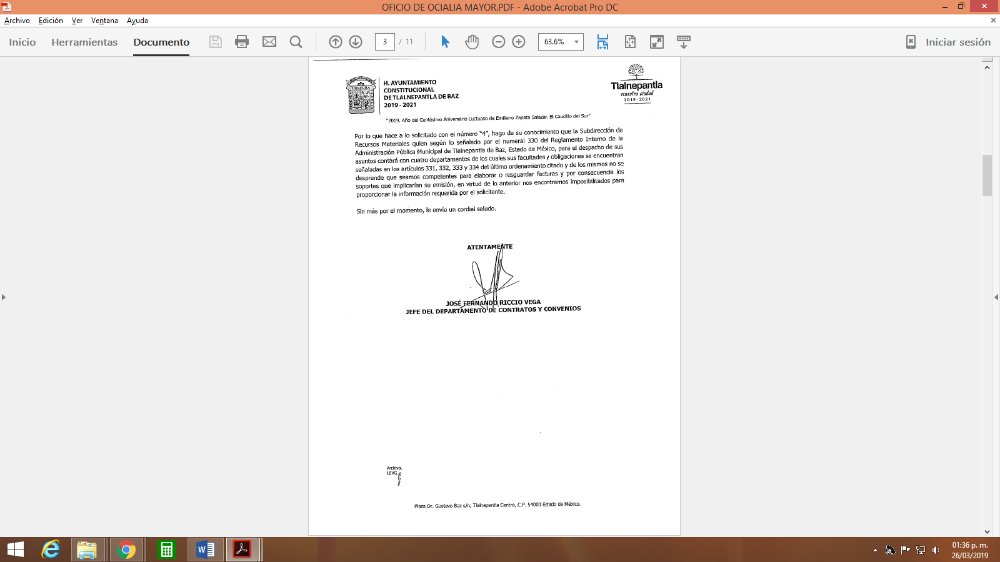 OFICIO DE OCIALIA MAYOR.PDF - Adobe Acrobat Pro DC
Archivo Edición Ver Ventana Ayuda
Inicio Herramientas Documento 3 / 11 63.6% Iniciar sesión
H. AYUNTAMIENTO
CONSTITUCIONAL
DE TLALNEPANTLA DE BAZ
2019 - 2021
Tlalnepantla
nuestra ciudad
2019 - 2021
"2019. Año del Centésimo Aniversario Luctuoso de Emiliano Zapata Salazar. El Caudillo del Sur"
Por lo que hace a lo solicitado con el número "4", hago de su conocimiento que la Subdirección de
Recursos Materiales quien según lo señalado por el numeral 330 del Reglamento Interno de la
Administración Pública Municipal de Tlalnepantla de Baz, Estado de México, para el despacho de sus
asuntos contará con cuatro departamentos de los cuales sus facultades y obligaciones se encuentran
señaladas en los artículos 331, 332, 333 y 334 del último ordenamiento citado y de los mismos no se
desprende que seamos competentes para elaborar o resguardar facturas y por consecuencia los
soportes que implicarían su emisión, en virtud de lo anterior nos encontramos imposibilitados para
proporcionar la información requerida por el solicitante.
Sin más por el momento, le envío un cordial saludo.
ATENTAMENTE
JOSÉ FERNANDO RICCIO VEGA
JEFE DEL DEPARTAMENTO DE CONTRATOS Y CONVENIOS
Archivo.
LEVG.
Plaza Dr. Gustavo Baz s/n, Tlalnepantla Centro, C.P. 54000 Estado de México.
01:36 p. m.
26/03/2019